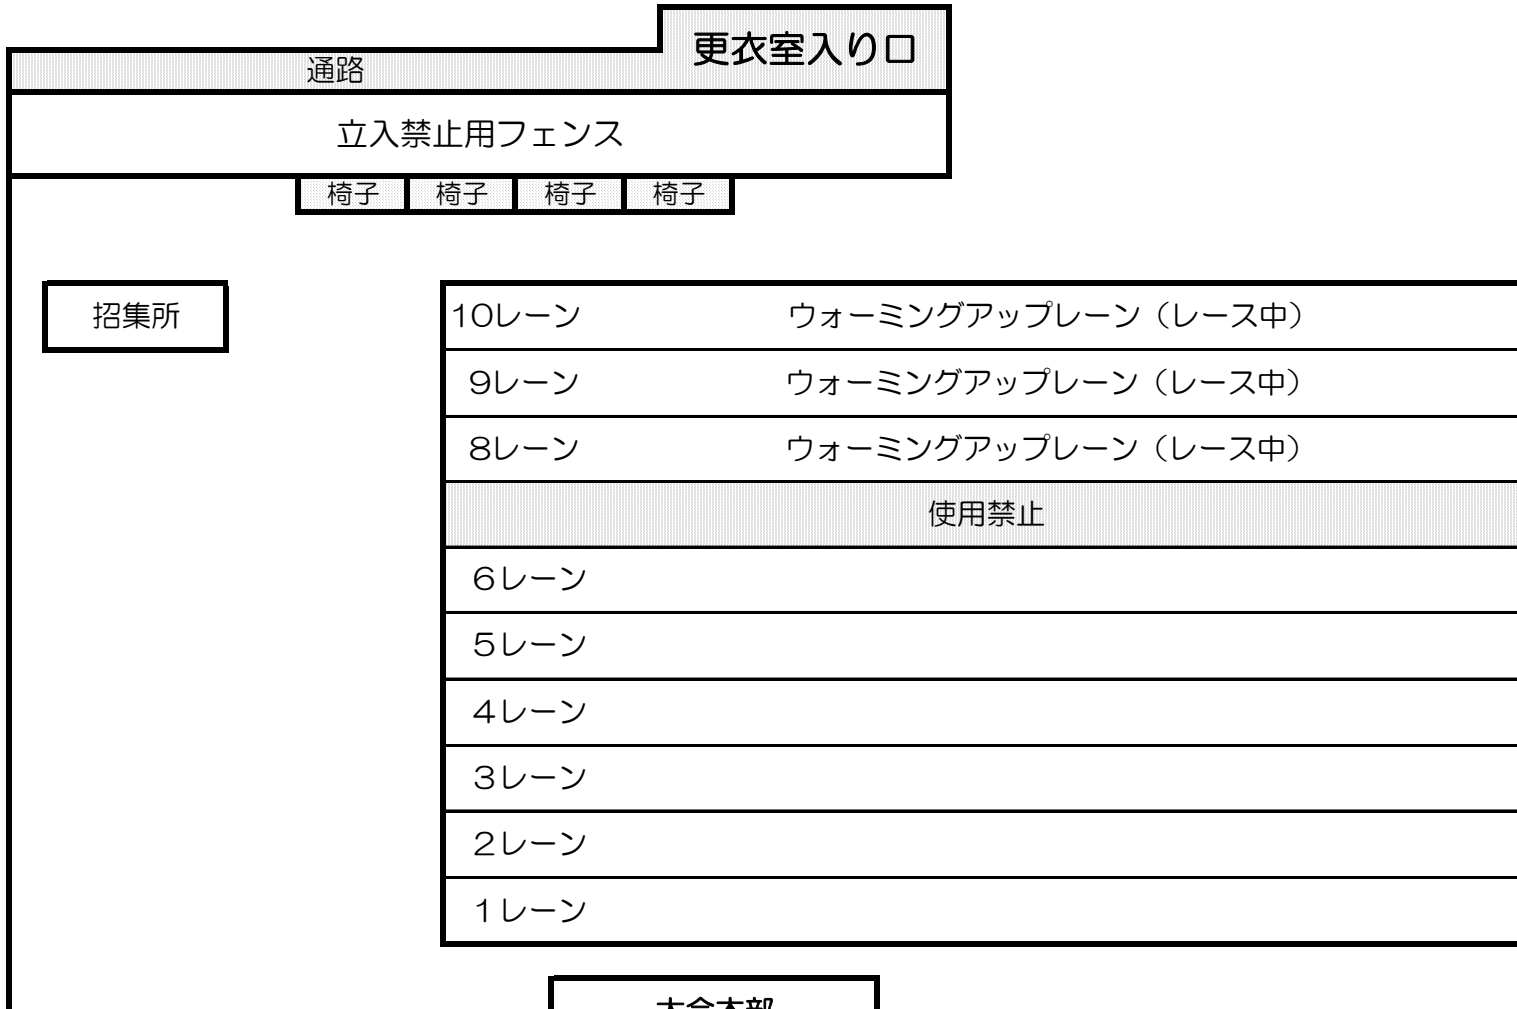 更衣室入り口
通路
立入禁止用フェンス
椅子 椅子 椅子 椅子
招集所
10レーン ウォーミングアップレーン（レース中）
9レーン ウォーミングアップレーン（レース中）
8レーン ウォーミングアップレーン（レース中）
使用禁止
6レーン
5レーン
4レーン
3レーン
2レーン
1レーン
大会本部